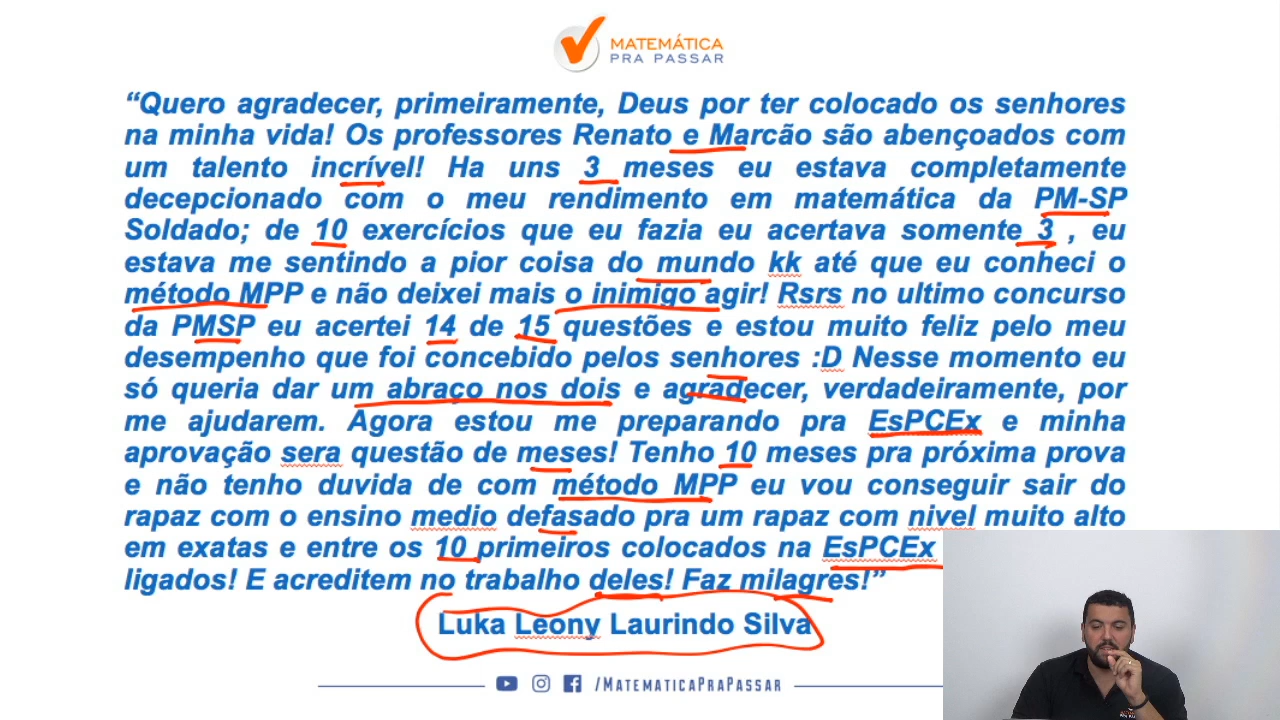 MATEMÁTICA
PRA PASSAR
“Quero agradecer, primeiramente, Deus por ter colocado os senhores
na minha vida! Os professores Renato e Marcão são abençoados com
um talento incrível! Ha uns 3 meses eu estava completamente
decepcionado com o meu rendimento em matemática da PM-SP
Soldado; de 10 exercícios que eu fazia eu acertava somente 3 , eu
estava me sentindo a pior coisa do mundo kk até que eu conheci o
método MPP e não deixei mais o inimigo agir! Rsrs no ultimo concurso
da PMSP eu acertei 14 de 15 questões e estou muito feliz pelo meu
desempenho que foi concebido pelos senhores :D Nesse momento eu
só queria dar um abraço nos dois e agradecer, verdadeiramente, por
me ajudarem. Agora estou me preparando pra EsPCEx e minha
aprovação sera questão de meses! Tenho 10 meses pra próxima prova
e não tenho duvida de com método MPP eu vou conseguir sair do
rapaz com o ensino medio defasado pra um rapaz com nivel muito alto
em exatas e entre os 10 primeiros colocados na EsPCEx
ligados! E acreditem no trabalho deles! Faz milagres!”
Luka Leony Laurindo Silva
/MATEMATICAPRAPASSAR